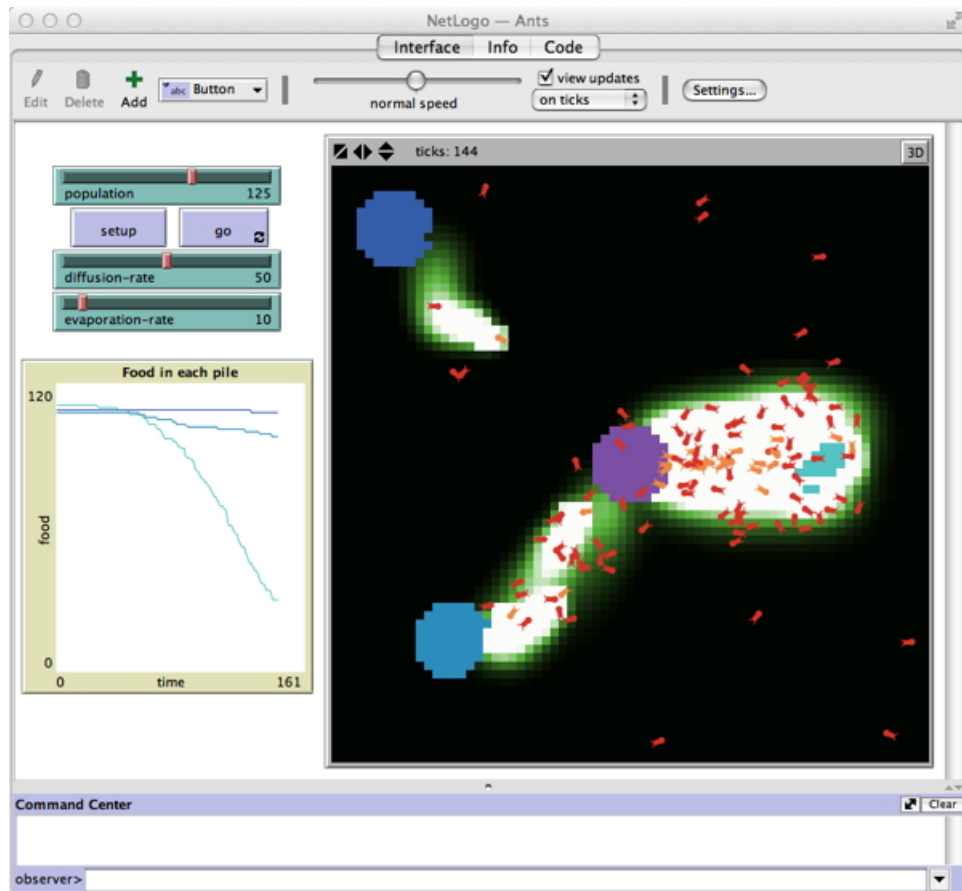 NetLogo — Ants
Interface Info Code
Edit Delete Add abc Button normal speed view updates on ticks Settings...
ticks: 144 3D
population 125
setup go
diffusion-rate 50
evaporation-rate 10
Food in each pile
120
food
0
0 time 161
Command Center Clear
observer>